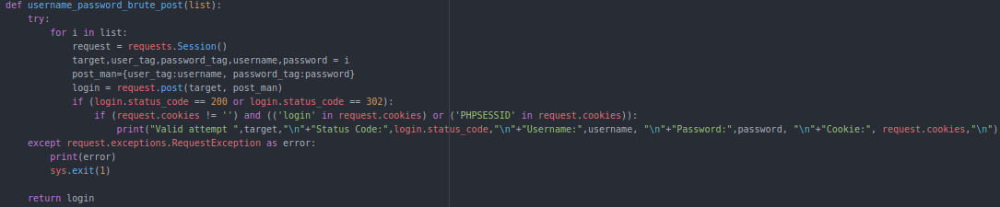 def username_password_brute_post(list):
    try:
        for i in list:
            request = requests.Session()
            target,user_tag,password_tag,username,password = i
            post_man={user_tag:username, password_tag:password}
            login = request.post(target, post_man)
            if (login.status_code == 200 or login.status_code == 302):
                if (request.cookies != '') and (('login' in request.cookies) or ('PHPSESSID' in request.cookies)):
                    print("Valid attempt ",target,"\n"+"Status Code:",login.status_code,"\n"+"Username:",username, "\n"+"Password:",password, "\n"+"Cookie:", request.cookies,"\n")
    except request.exceptions.RequestException as error:
        print(error)
        sys.exit(1)
    return login